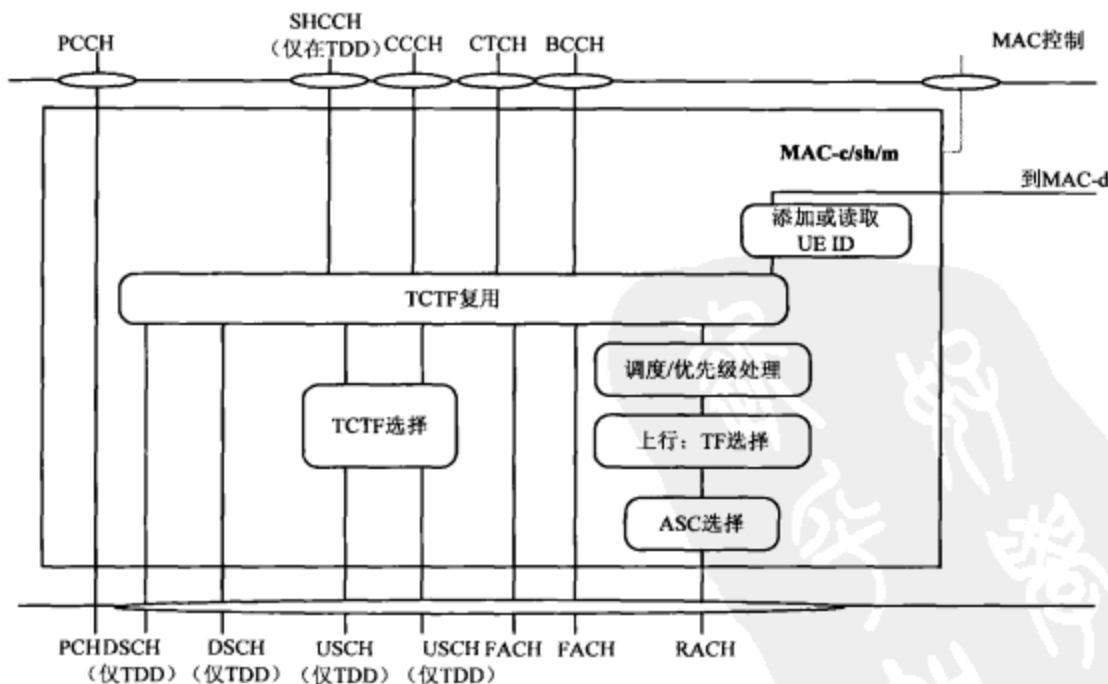 PCCH
SHCCH
（仅在TDD）
CCCH
CTCH
BCCH
MAC控制
MAC-c/sh/m
到MAC-d
添加或读取
UE ID
TCTF复用
调度/优先级处理
TCTF选择
上行：TF选择
ASC选择
PCH
DSCH
（仅TDD）
DSCH
（仅TDD）
USCH
（仅TDD）
USCH
（仅TDD）
FACH
FACH
RACH